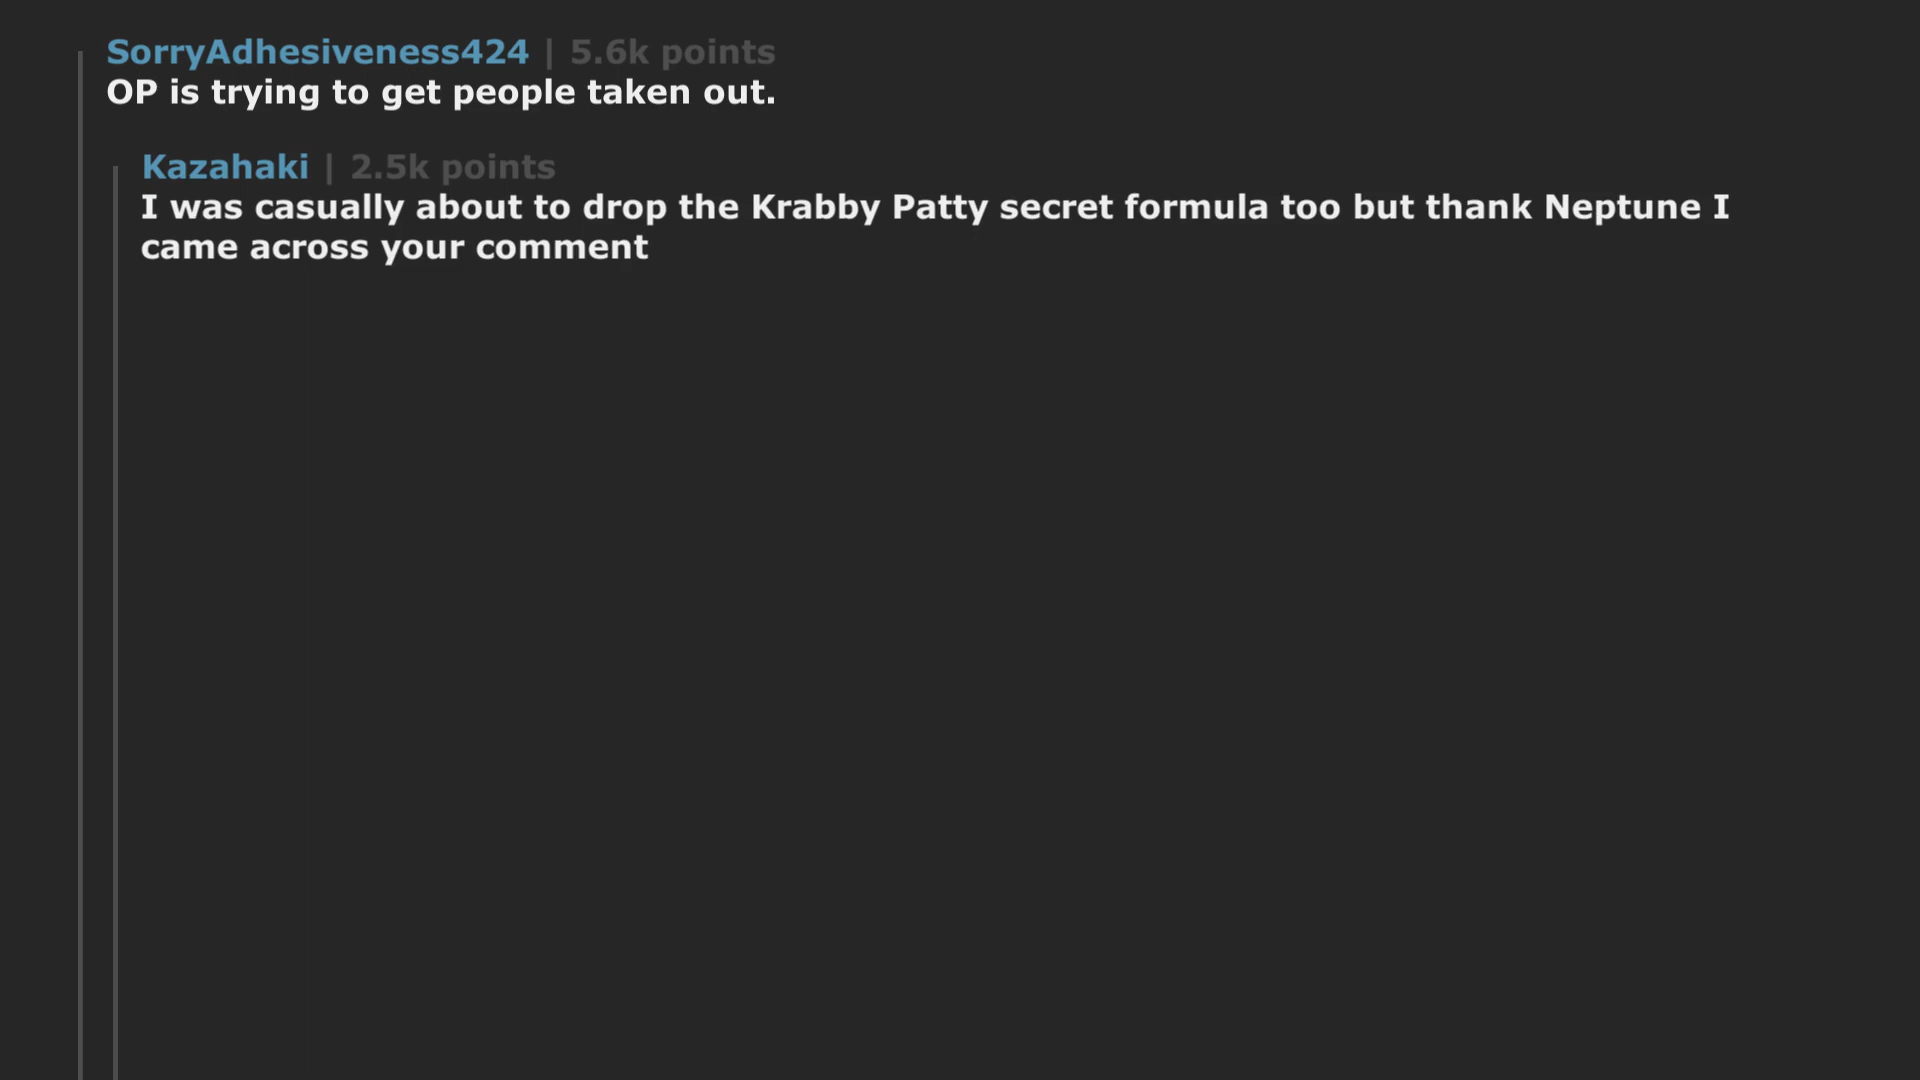 SorryAdhesiveness424 | 5.6k points
OP is trying to get people taken out.
Kazahaki | 2.5k points
I was casually about to drop the Krabby Patty secret formula too but thank Neptune I
came across your comment